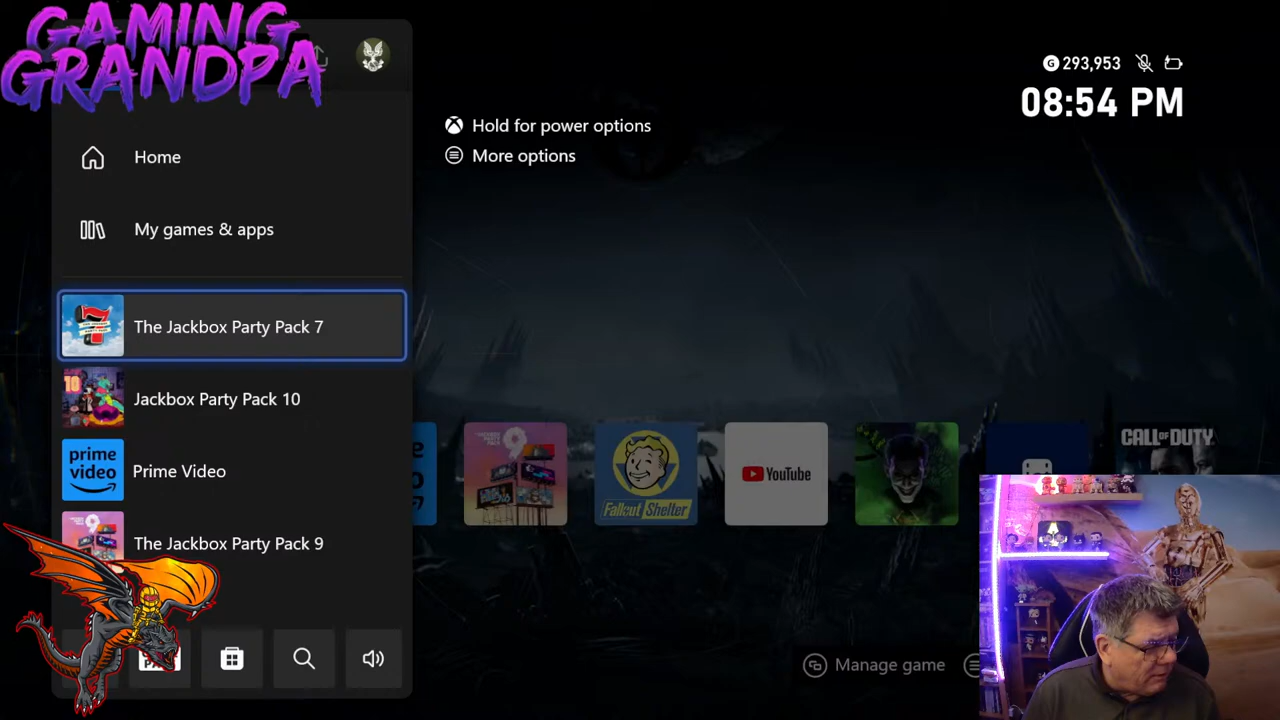 GAMING
GRANDPA
G 293,953
08:54 PM
Hold for power options
More options
Home
My games & apps
The Jackbox Party Pack 7
10
Jackbox Party Pack 10
prime
video
Prime Video
9
The Jackbox Party Pack 9
Fallout Shelter
YouTube
CALL OF DUTY
Manage game